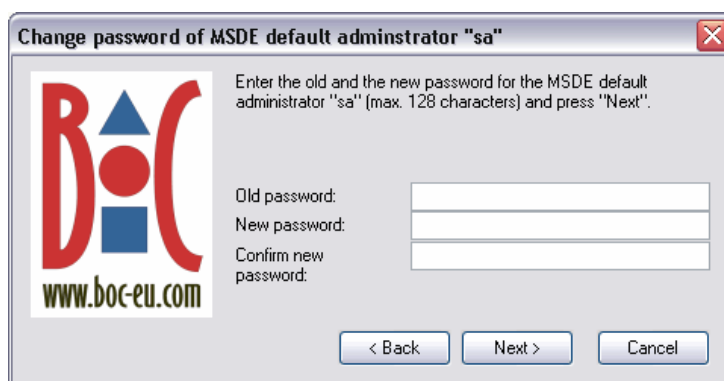 Change password of MSDE default adminstrator "sa"
Enter the old and the new password for the MSDE default
administrator "sa" (max. 128 characters) and press "Next".
BOC
www.boc-eu.com
Old password:
New password:
Confirm new
password:
< Back
Next >
Cancel